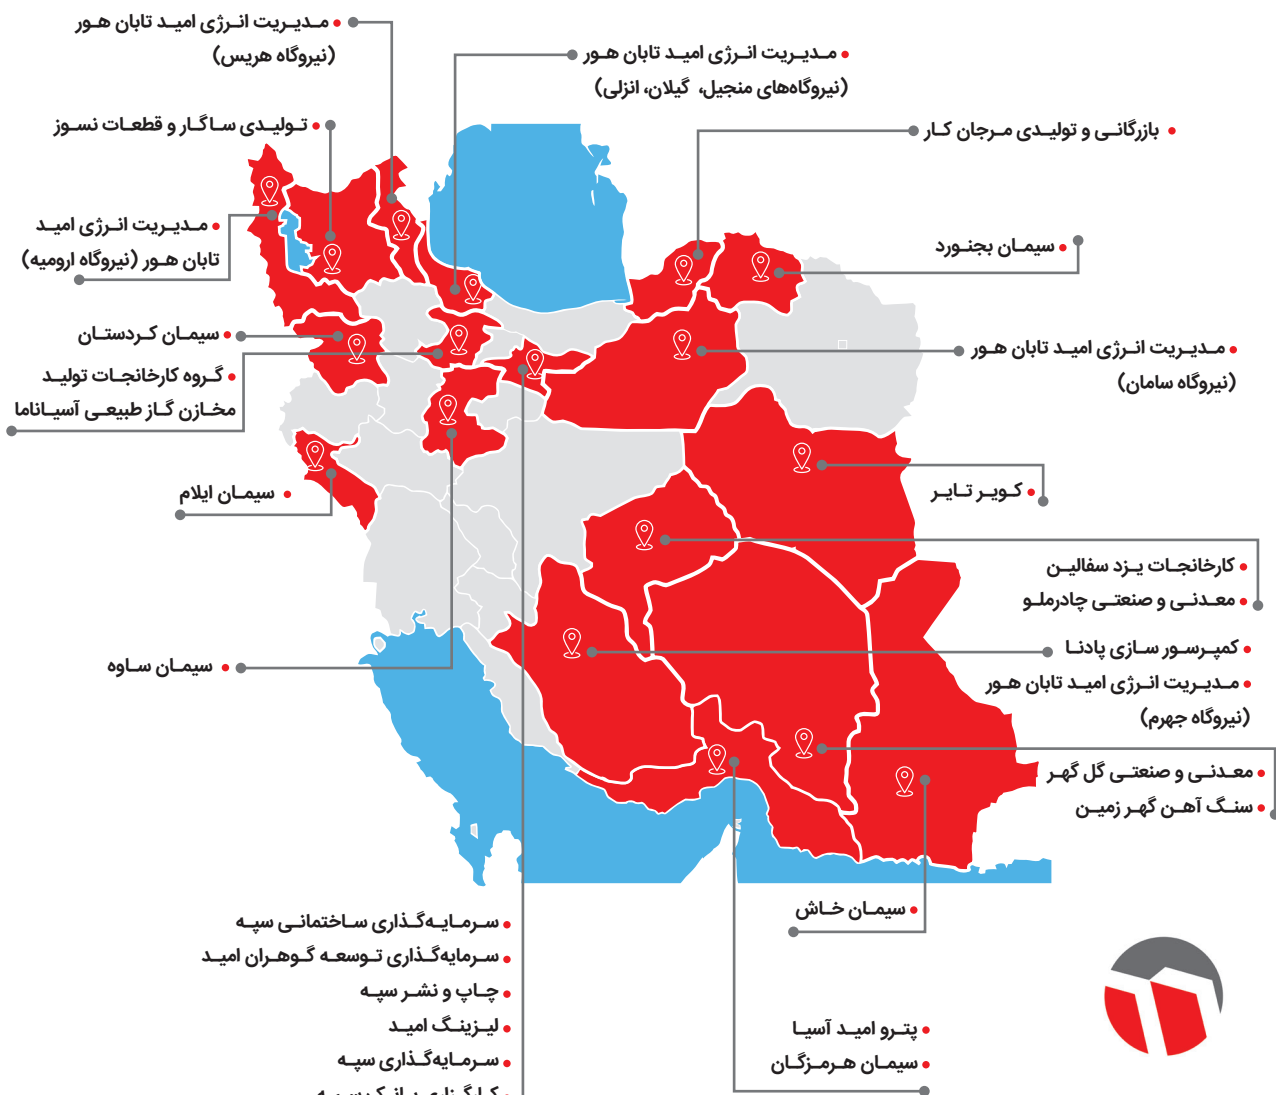 مدیریت انرژی امید تابان هور
(نیروگاه هریس)
مدیریت انرژی امید تابان هور
(نیروگاه‌های منجیل، گیلان، انزلی)
تولیدی ساگار و قطعات نسوز
بازرگانی و تولیدی مرجان کار
مدیریت انرژی امید
تابان هور (نیروگاه ارومیه)
سیمان بجنورد
سیمان کردستان
مدیریت انرژی امید تابان هور
(نیروگاه سامان)
گروه کارخانجات تولید
مخازن گاز طبیعی آسیاناما
سیمان ایلام
کویر تایر
کارخانجات یزد سفالین
معدنی و صنعتی چادرملو
کمپرسور سازی پادنا
مدیریت انرژی امید تابان هور
(نیروگاه جهرم)
سیمان ساوه
معدنی و صنعتی گل گهر
سنگ آهن گهر زمین
سیمان خاش
سرمایه‌گذاری ساختمانی سپه
سرمایه‌گذاری توسعه گوهران امید
چاپ و نشر سپه
لیزینگ امید
سرمایه‌گذاری سپه
پترو امید آسیا
سیمان هرمزگان